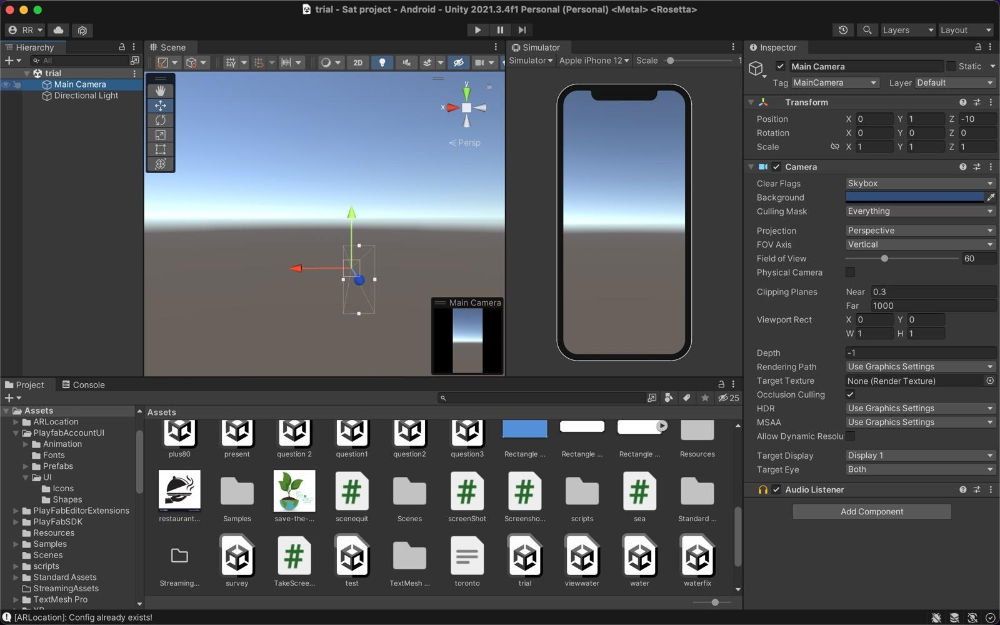 trial - Sat project - Android - Unity 2021.3.4f1 Personal (Personal) <Metal> <Rosetta>
RR
Layers
Layout
Hierarchy
All
trial
Main Camera
Directional Light
Scene
2D
y
x
Persp
Main Camera
Simulator
Simulator
Apple iPhone 12
Scale
1
Inspector
Main Camera
Static
Tag MainCamera Layer Default
Transform
Position X 0 Y 1 Z -10
Rotation X 0 Y 0 Z 0
Scale X 1 Y 1 Z 1
Camera
Clear Flags Skybox
Background
Culling Mask Everything
Projection Perspective
FOV Axis Vertical
Field of View 60
Physical Camera
Clipping Planes Near 0.3
Far 1000
Viewport Rect X 0 Y 0
W 1 H 1
Depth -1
Rendering Path Use Graphics Settings
Target Texture None (Render Texture)
Occlusion Culling
HDR Use Graphics Settings
MSAA Use Graphics Settings
Allow Dynamic Resolu
Target Display Display 1
Target Eye Both
Audio Listener
Add Component
Project
Console
25
Assets
ARLocation
PlayfabAccountUI
Animation
Fonts
Prefabs
UI
Icons
Shapes
PlayFabEditorExtensions
PlayFabSDK
Resources
Samples
Scenes
scripts
Standard Assets
StreamingAssets
TextMesh Pro
Assets
plus80 present question 2 question1 question2 question3 Rectangle ... Rectangle ... Rectangle ... Resources
restaurant... Samples save-the-... scenequit Scenes screenShot Screensho... scripts sea Standard ...
Streaming... survey TakeScree... test TextMesh ... toronto trial viewwater water waterfix
[ARLocation]: Config already exists!